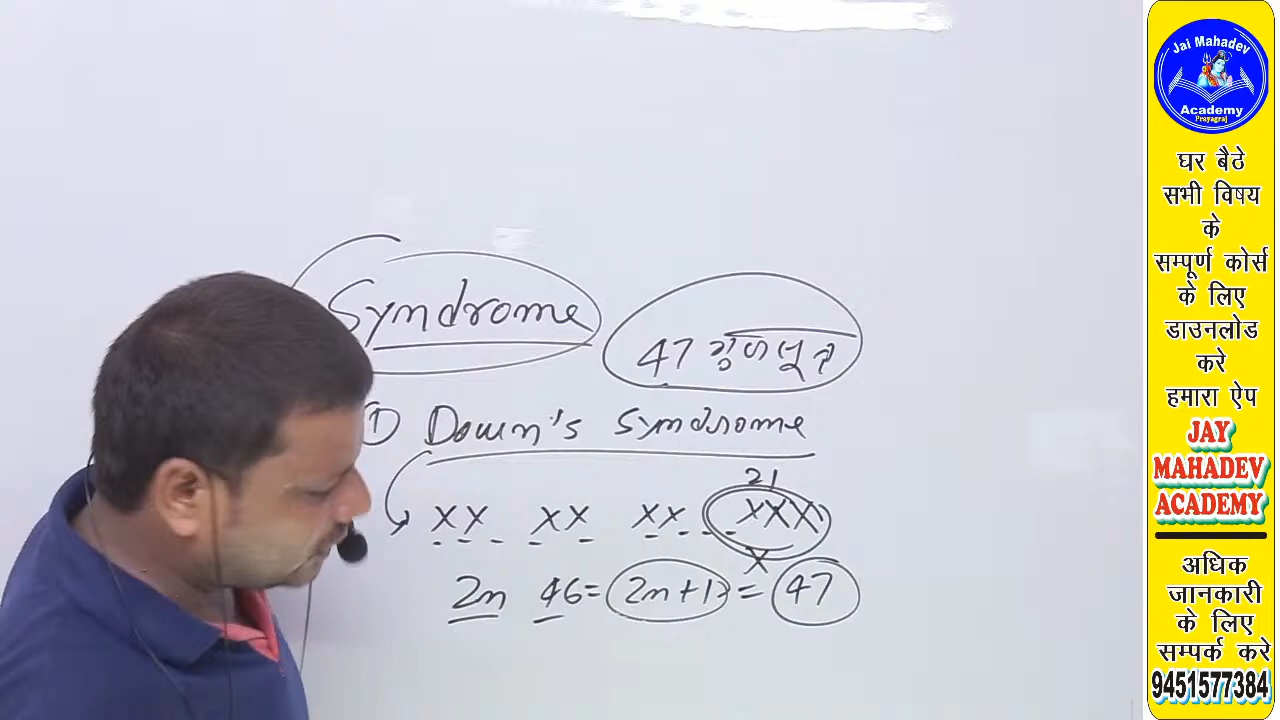 Syndrome
47 गुणसूत्र
1) Down's Syndrome
21
XX XX XX XXX
X
2n 46 = 2n+1 = 47
Jai Mahadev
Academy
Prayagraj
घर बैठे
सभी विषय
के
सम्पूर्ण कोर्स
के लिए
डाउनलोड
करे
हमारा ऐप
JAY
MAHADEV
ACADEMY
अधिक
जानकारी
के लिए
सम्पर्क करे
9451577384